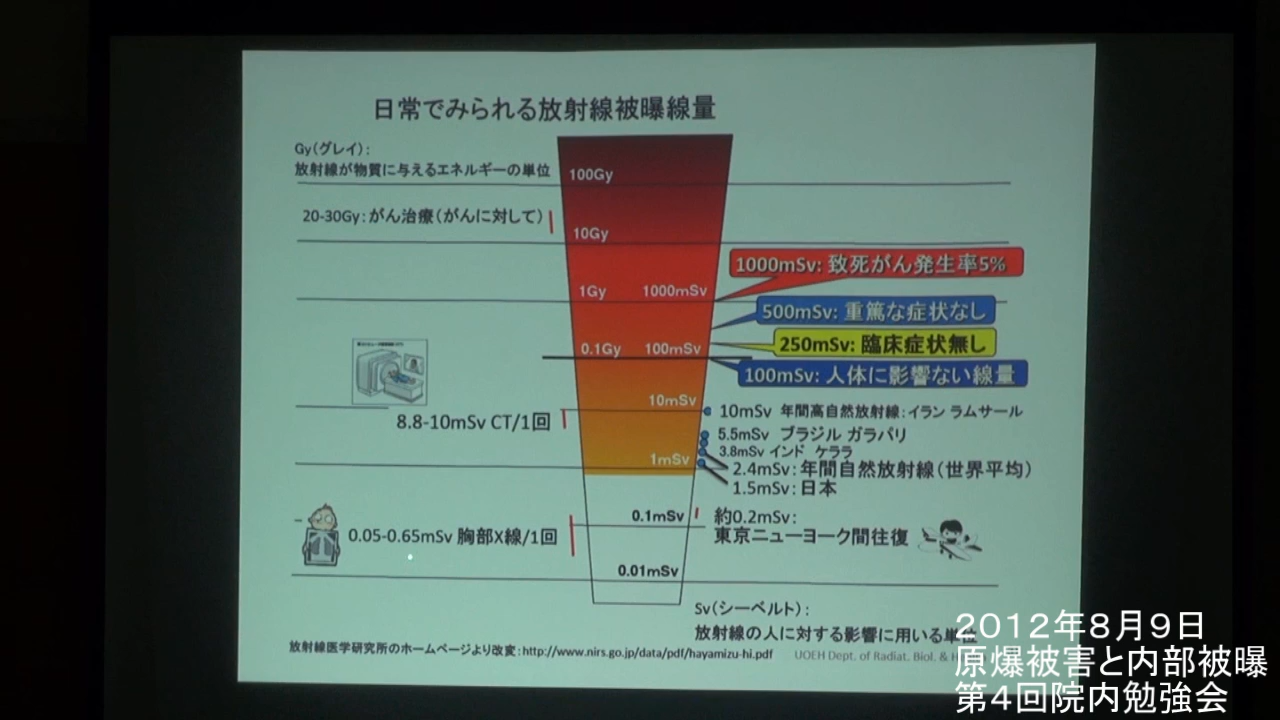 日常でみられる放射線被曝線量
Gy(グレイ):
放射線が物質に与えるエネルギーの単位
100Gy
20-30Gy:がん治療(がんに対して)
10Gy
1000mSv: 致死がん発生率5%
1Gy 1000mSv
500mSv: 重篤な症状なし
250mSv: 臨床症状無し
0.1Gy 100mSv
100mSv: 人体に影響ない線量
10mSv
10mSv 年間高自然放射線:イラン ラムサール
8.8-10mSv CT/1回
5.5mSv ブラジル ガラパリ
3.8mSv インド ケララ
1mSv
2.4mSv:年間自然放射線(世界平均)
1.5mSv:日本
0.1mSv
約0.2mSv:
東京ニューヨーク間往復
0.05-0.65mSv 胸部X線/1回
0.01mSv
Sv(シーベルト):
放射線の人に対する影響に用いる単位
放射線医学研究所のホームページより改変:http://www.nirs.go.jp/data/pdf/hayamizu-hi.pdf
UOEH Dept. of Radiat. Biol. &
2012年8月9日
原爆被害と内部被曝
第4回院内勉強会